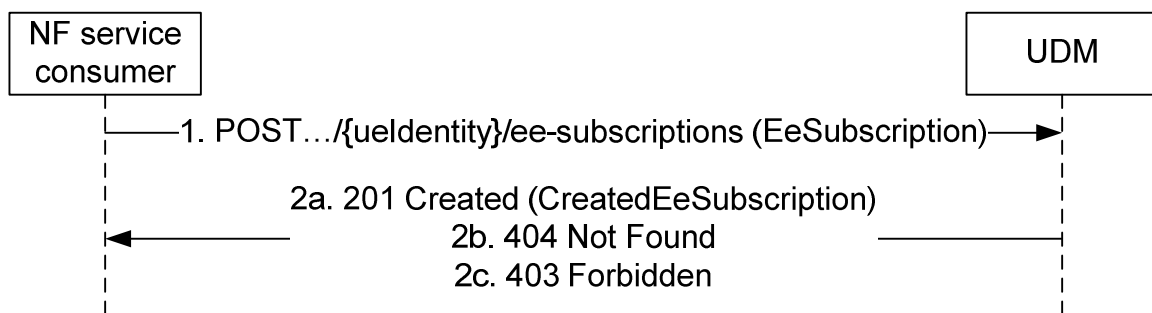 NF service
consumer
UDM
1. POST…/{ueIdentity}/ee-subscriptions (EeSubscription)
2a. 201 Created (CreatedEeSubscription)
2b. 404 Not Found
2c. 403 Forbidden